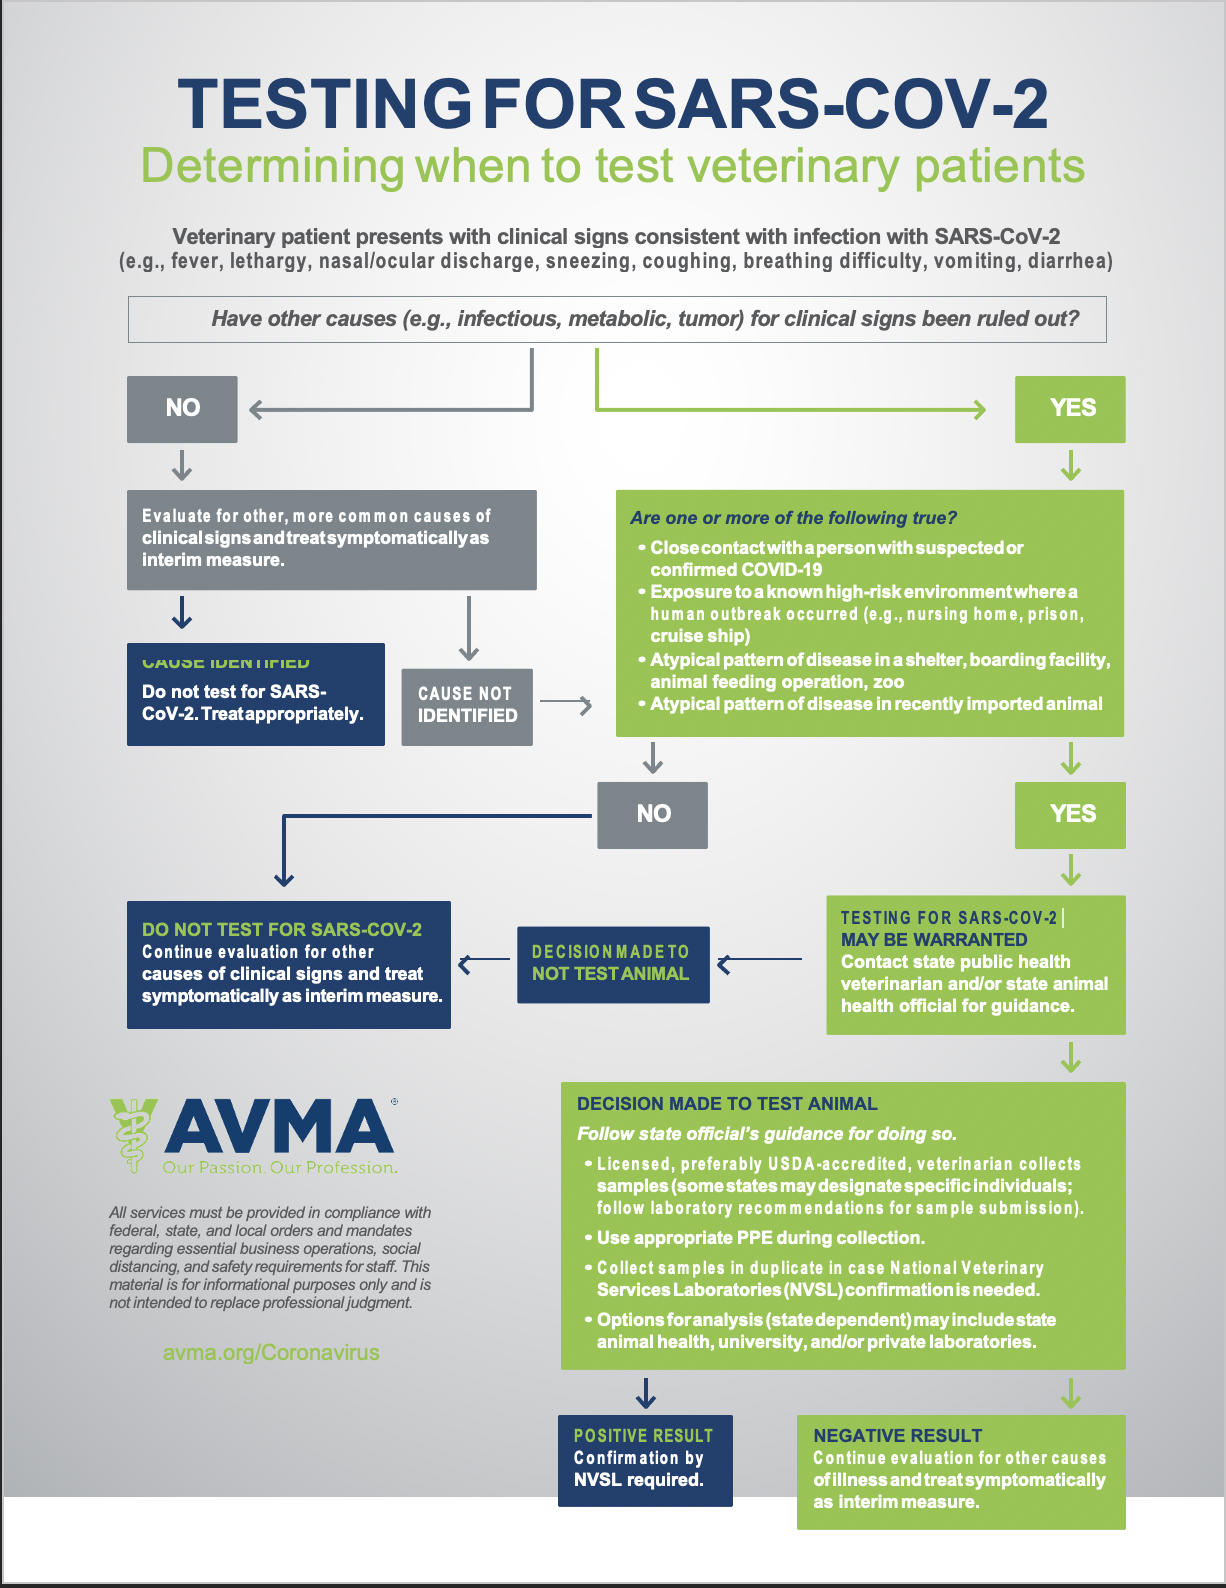 TESTING FOR SARS-COV-2
Determining when to test veterinary patients
Veterinary patient presents with clinical signs consistent with infection with SARS-CoV-2
(e.g., fever, lethargy, nasal/ocular discharge, sneezing, coughing, breathing difficulty, vomiting, diarrhea)
Have other causes (e.g., infectious, metabolic, tumor) for clinical signs been ruled out?
NO
YES
Evaluate for other, more common causes of
clinical signs and treat symptomatically as
interim measure.
Are one or more of the following true?
• Close contact with a person with suspected or
confirmed COVID-19
• Exposure to a known high-risk environment where a
human outbreak occurred (e.g., nursing home, prison,
cruise ship)
• Atypical pattern of disease in a shelter, boarding facility,
animal feeding operation, zoo
• Atypical pattern of disease in recently imported animal
CAUSE IDENTIFIED
Do not test for SARS-
CoV-2. Treat appropriately.
CAUSE NOT
IDENTIFIED
NO
YES
DO NOT TEST FOR SARS-COV-2
Continue evaluation for other
causes of clinical signs and treat
symptomatically as interim measure.
DECISION MADE TO
NOT TEST ANIMAL
TESTING FOR SARS-COV-2
MAY BE WARRANTED
Contact state public health
veterinarian and/or state animal
health official for guidance.
DECISION MADE TO TEST ANIMAL
Follow state official's guidance for doing so.
• Licensed, preferably USDA-accredited, veterinarian collects
samples (some states may designate specific individuals;
follow laboratory recommendations for sample submission).
• Use appropriate PPE during collection.
• Collect samples in duplicate in case National Veterinary
Services Laboratories (NVSL) confirmation is needed.
• Options for analysis (state dependent) may include state
animal health, university, and/or private laboratories.
AVMA®
Our Passion. Our Profession.
All services must be provided in compliance with
federal, state, and local orders and mandates
regarding essential business operations, social
distancing, and safety requirements for staff. This
material is for informational purposes only and is
not intended to replace professional judgment.
avma.org/Coronavirus
POSITIVE RESULT
Confirmation by
NVSL required.
NEGATIVE RESULT
Continue evaluation for other causes
of illness and treat symptomatically
as interim measure.